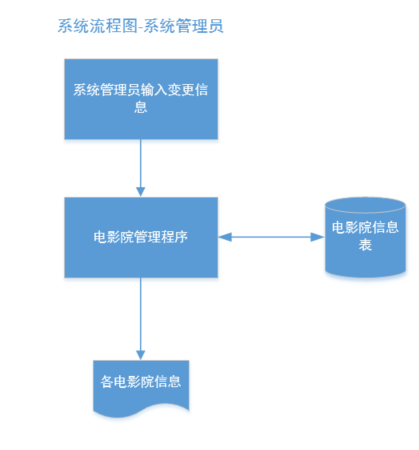 系统流程图-系统管理员
系统管理员输入变更信
息
电影院管理程序
电影院信息
表
各电影院信息